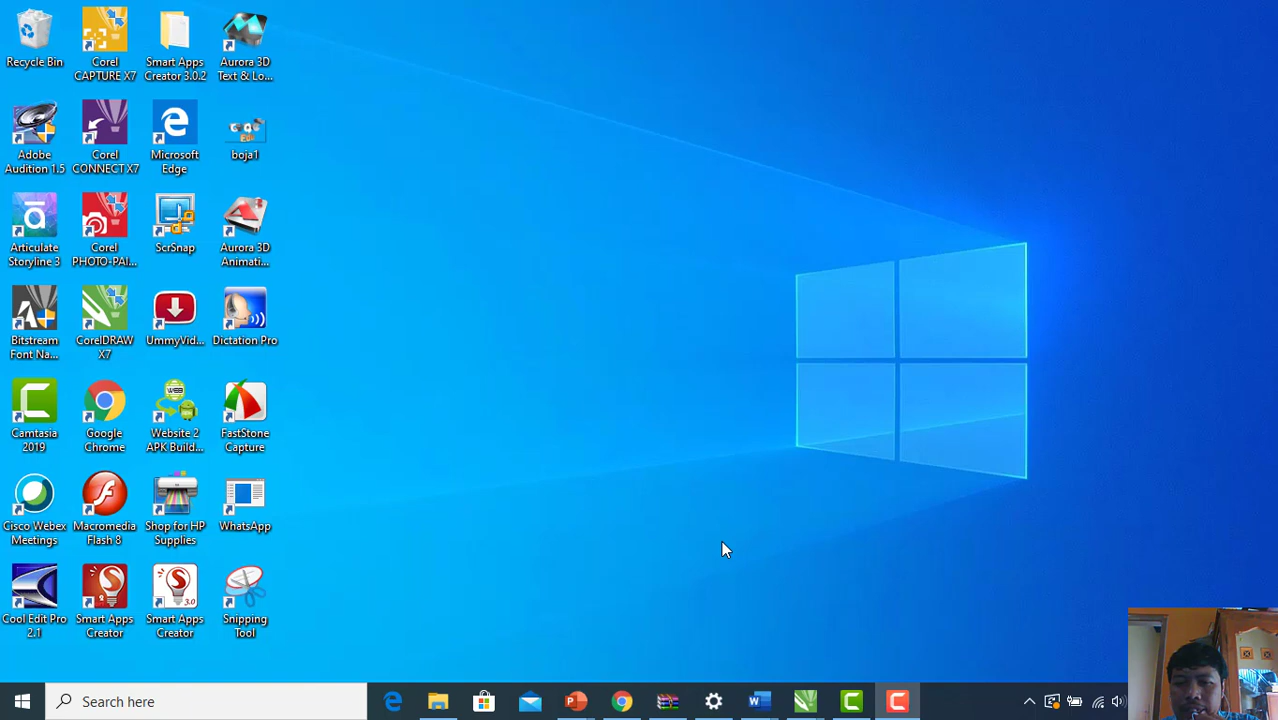 Recycle Bin
Corel
CAPTURE X7
Smart Apps
Creator 3.0.2
Aurora 3D
Text & Lo...
Adobe
Audition 1.5
Corel
CONNECT X7
Microsoft
Edge
boja1
Articulate
Storyline 3
Corel
PHOTO-PAI...
ScrSnap
Aurora 3D
Animati...
Bitstream
Font Na...
CorelDRAW
X7
UmmyVid...
Dictation Pro
Camtasia
2019
Google
Chrome
Website 2
APK Build...
FastStone
Capture
Cisco Webex
Meetings
Macromedia
Flash 8
Shop for HP
Supplies
WhatsApp
Cool Edit Pro
2.1
Smart Apps
Creator
3.0
Smart Apps
Creator
Snipping
Tool
Search here